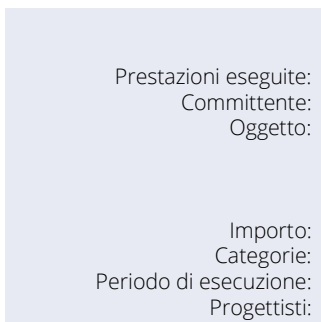 Prestazioni eseguite:
Committente:
Oggetto:
Importo:
Categorie:
Periodo di esecuzione:
Progettisti: